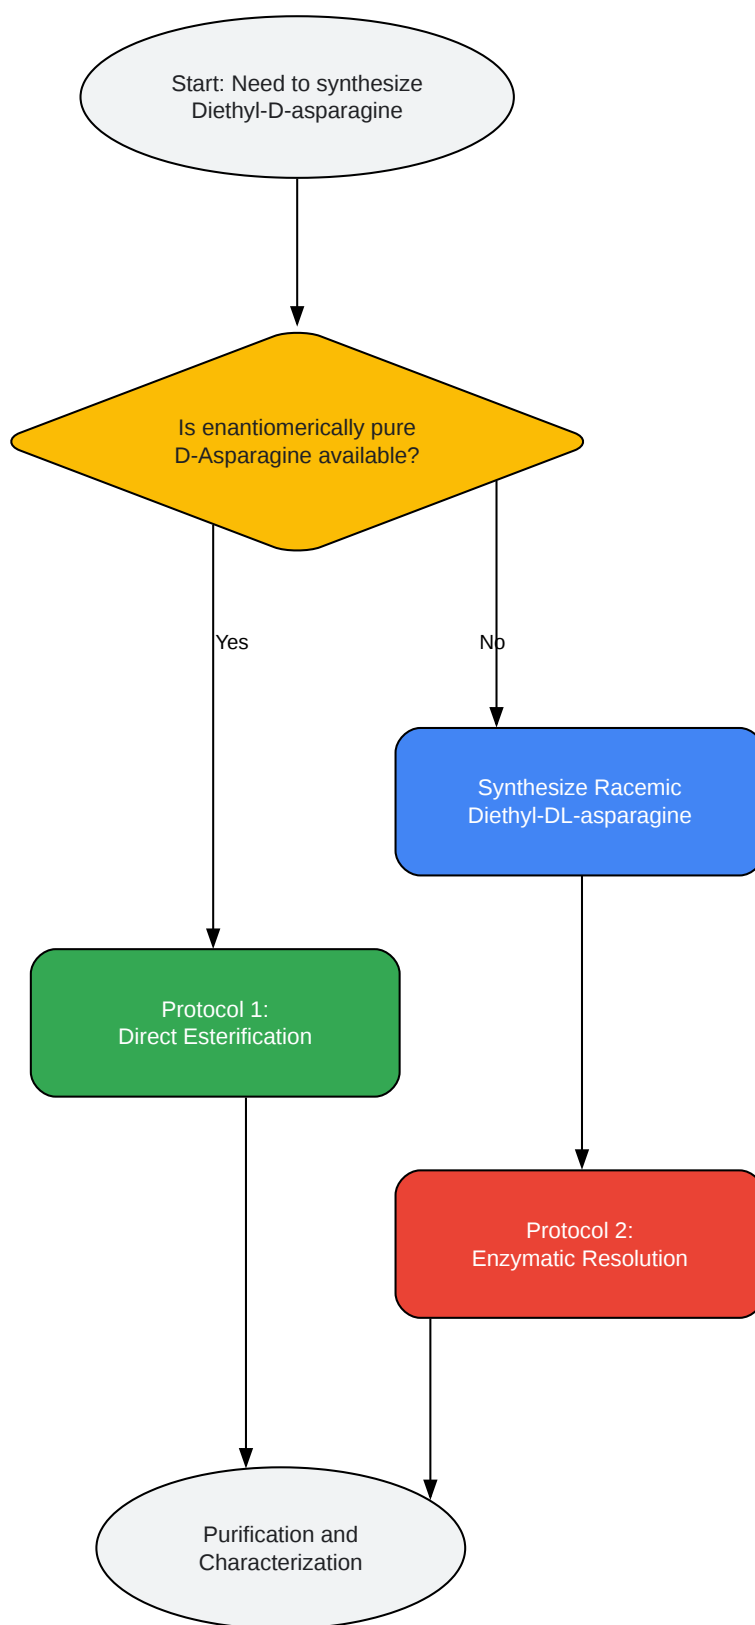 Start: Need to synthesize
Diethyl-D-asparagine
Is enantiomerically pure
D-Asparagine available?
Yes
No
Synthesize Racemic
Diethyl-DL-asparagine
Protocol 1:
Direct Esterification
Protocol 2:
Enzymatic Resolution
Purification and
Characterization